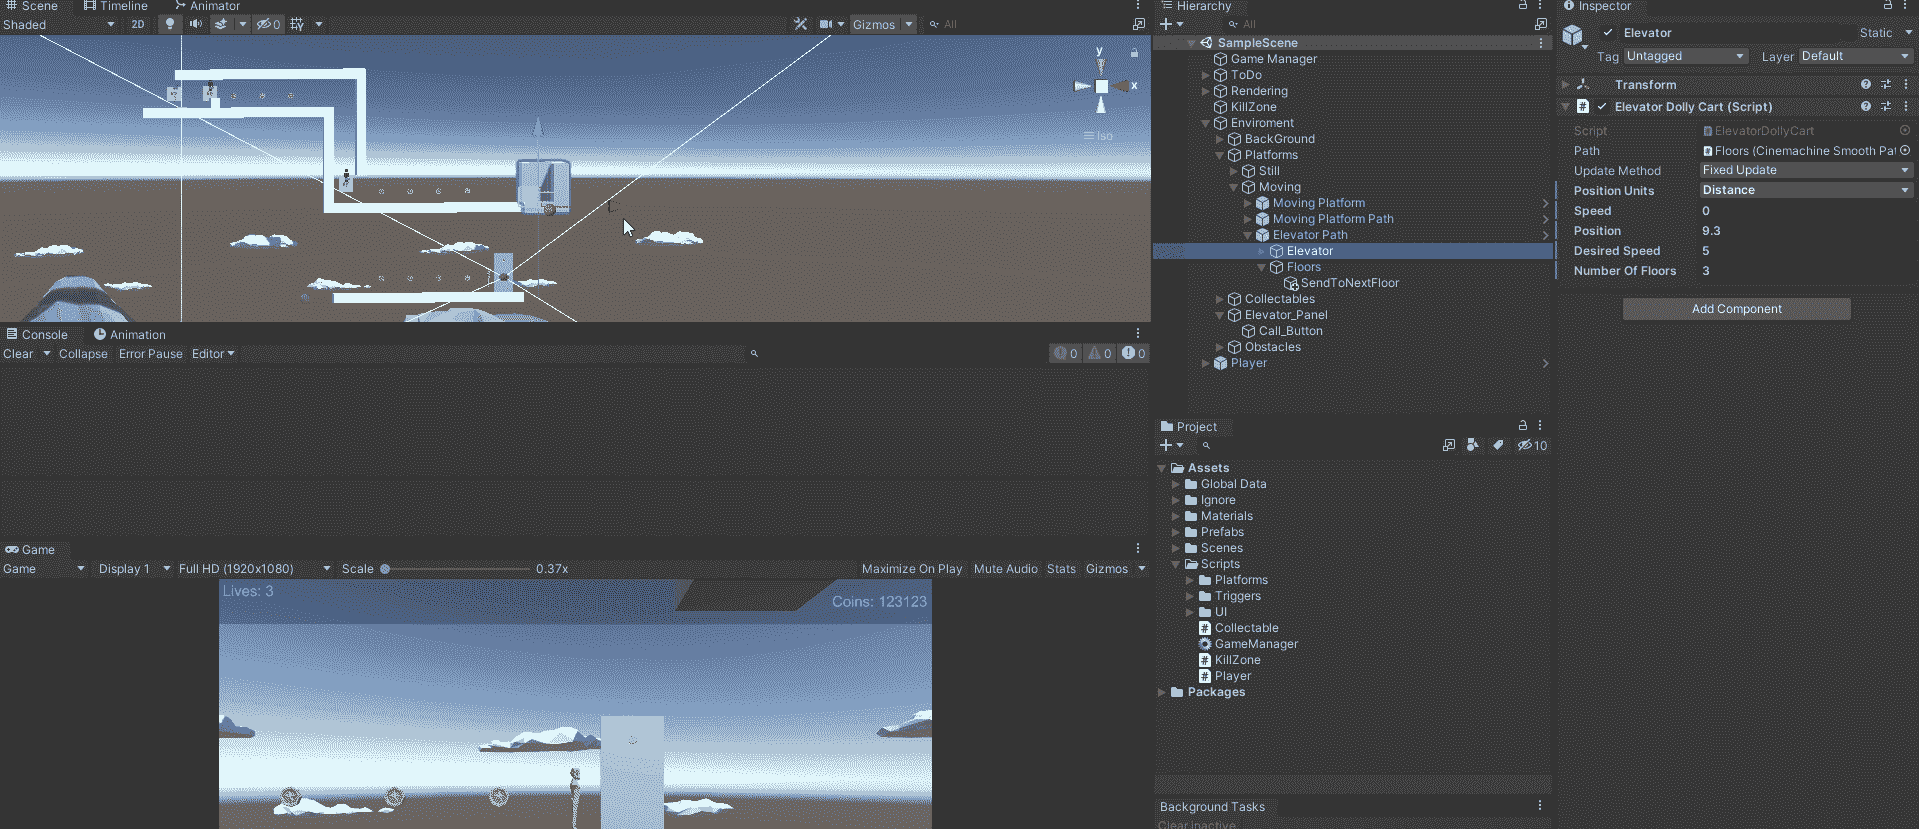 Scene Timeline Animator
Shaded 2D 0 Gizmos All
y
x
Iso
Console Animation
Clear Collapse Error Pause Editor 0 0 0
Game
Game Display 1 Full HD (1920x1080) Scale 0.37x Maximize On Play Mute Audio Stats Gizmos
Lives: 3
Coins: 123123
Hierarchy
All
SampleScene
Game Manager
ToDo
Rendering
KillZone
Enviroment
BackGround
Platforms
Still
Moving
Moving Platform
Moving Platform Path
Elevator Path
Elevator
Floors
SendToNextFloor
Collectables
Elevator_Panel
Call_Button
Obstacles
Player
Project
10
Assets
Global Data
Ignore
Materials
Prefabs
Scenes
Scripts
Platforms
Triggers
UI
Collectable
GameManager
KillZone
Player
Packages
Background Tasks
Clear inactive
Inspector
Elevator Static
Tag Untagged Layer Default
Transform
Elevator Dolly Cart (Script)
Script ElevatorDollyCart
Path Floors (Cinemachine Smooth Pat
Update Method Fixed Update
Position Units Distance
Speed 0
Position 9.3
Desired Speed 5
Number Of Floors 3
Add Component